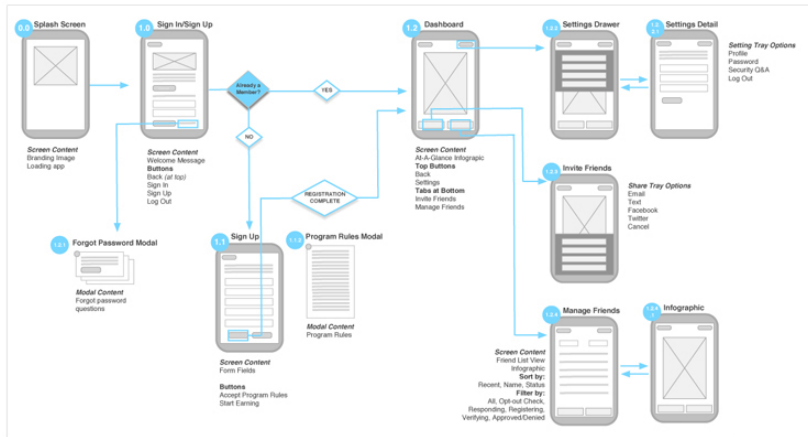 0.0 Splash Screen
Screen Content
Branding Image
Loading app
1.0 Sign In/Sign Up
Screen Content
Welcome Message
Buttons
Back (at top)
Sign In
Sign Up
Log Out
Already a
Member?
YES
NO
REGISTRATION
COMPLETE
Forgot Password Modal
Modal Content
Forgot password
questions
1.1 Sign Up
Screen Content
Form Fields
Buttons
Accept Program Rules
Start Earning
Program Rules Modal
Modal Content
Program Rules
1.2 Dashboard
Screen Content
At-A-Glance Infograpic
Top Buttons
Back
Settings
Tabs at Bottom
Invite Friends
Manage Friends
Settings Drawer
Settings Detail
Setting Tray Options
Profile
Password
Security Q&A
Log Out
Invite Friends
Share Tray Options
Email
Text
Facebook
Twitter
Cancel
1.2.4 Manage Friends
Screen Content
Friend List View
Infographic
Sort by:
Recent, Name, Status
Filter by:
All, Opt-out Check,
Responding, Registering,
Verifying, Approved/Denied
Infographic